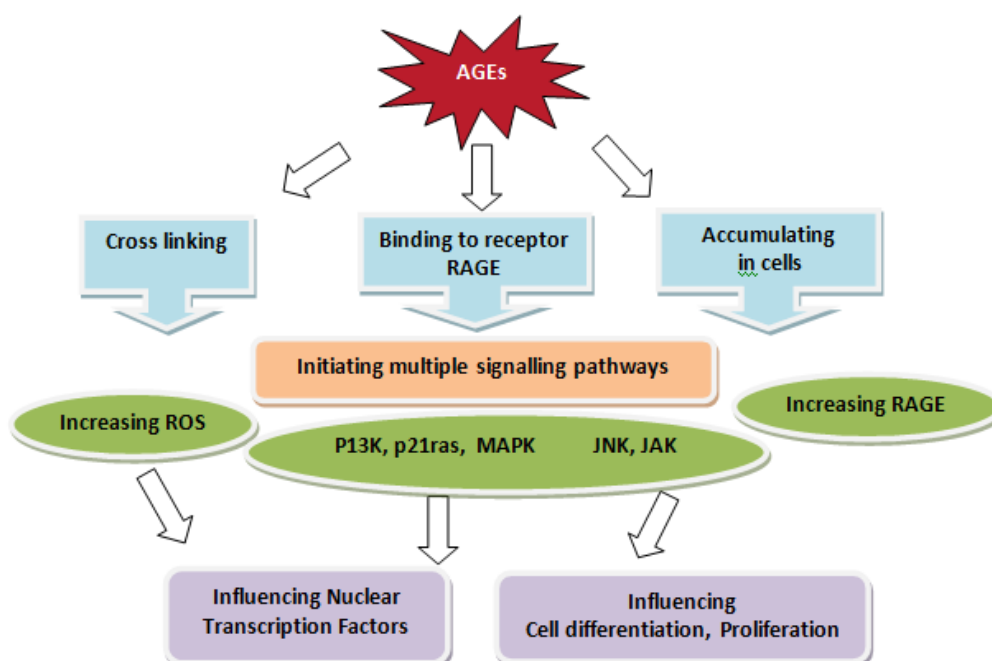 AGEs
Cross linking
Binding to receptor
RAGE
Accumulating
in cells
Initiating multiple signalling pathways
Increasing ROS
Increasing RAGE
P13K, p21ras, MAPK JNK, JAK
Influencing Nuclear
Transcription Factors
Influencing
Cell differentiation, Proliferation